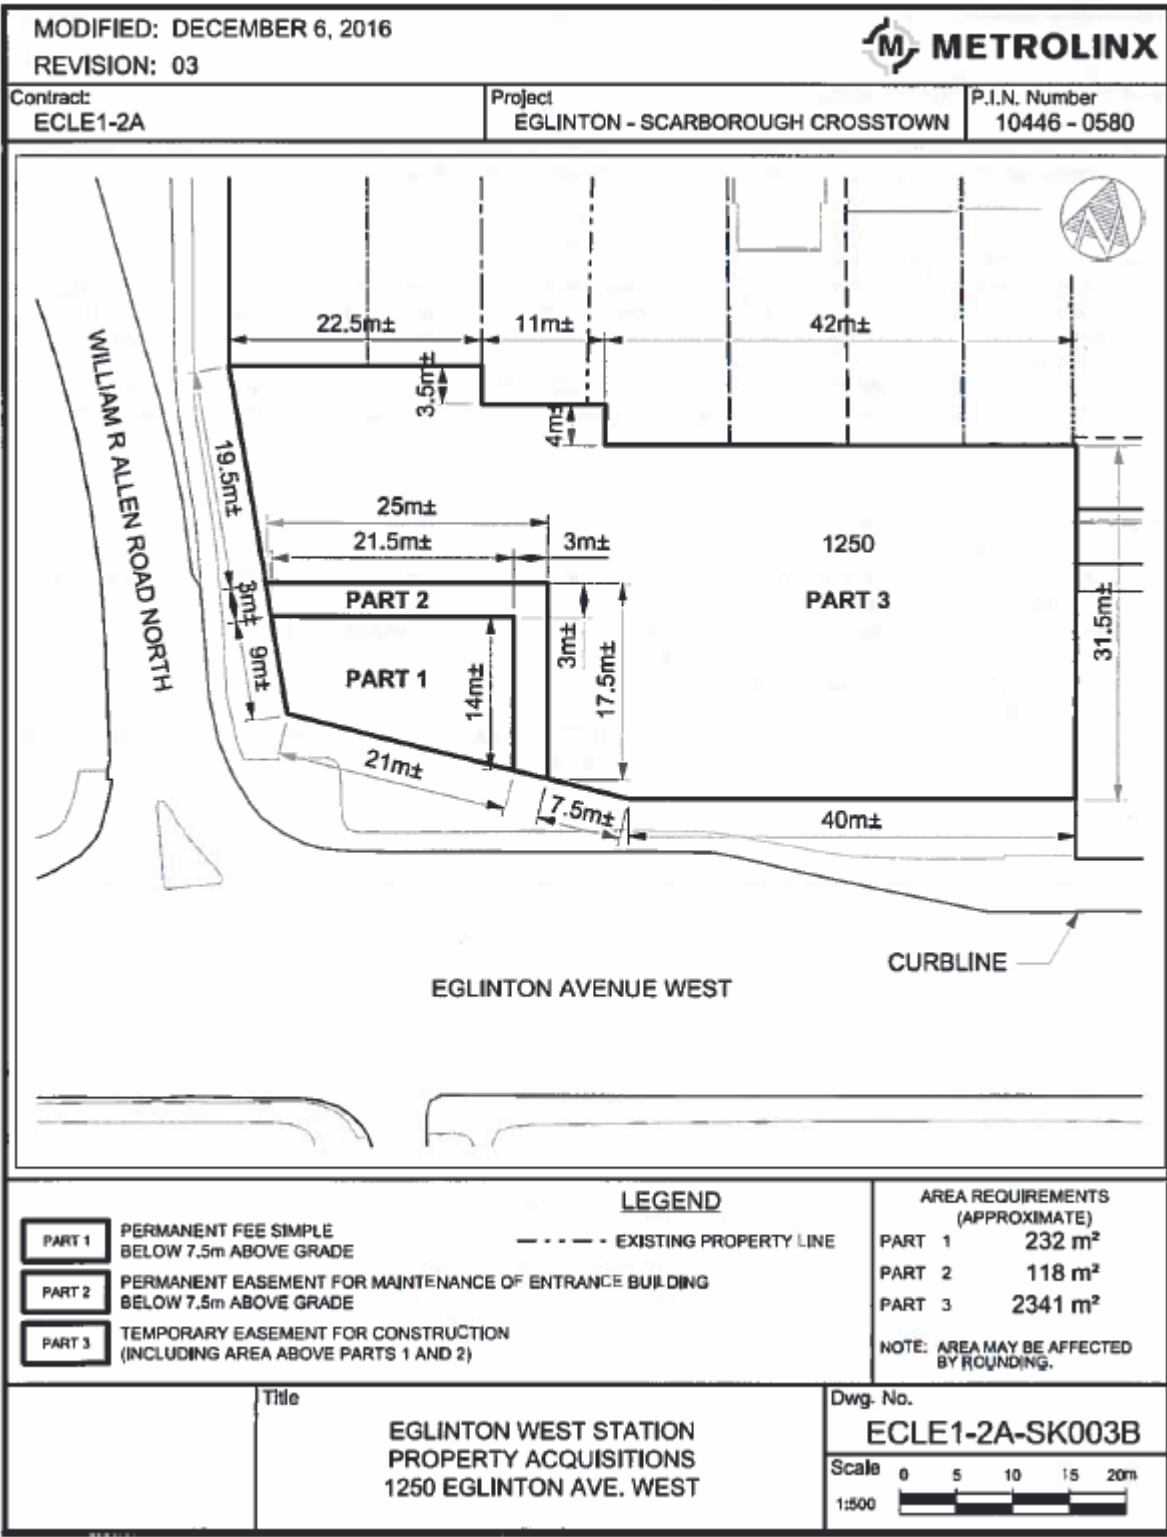 MODIFIED: DECEMBER 6, 2016
REVISION: 03
M METROLINX
Contract:
ECLE1-2A
Project
EGLINTON - SCARBOROUGH CROSSTOWN
P.I.N. Number
10446 - 0580
22.5m±
11m±
42m±
3.5m±
4m±
WILLIAM R ALLEN ROAD NORTH
19.5m±
25m±
21.5m±
3m±
1250
PART 3
PART 2
3m±
3m±
31.5m±
PART 1
9m±
14m±
17.5m±
21m±
7.5m±
40m±
CURBLINE
EGLINTON AVENUE WEST
LEGEND
PART 1
PERMANENT FEE SIMPLE
BELOW 7.5m ABOVE GRADE
EXISTING PROPERTY LINE
PART 2
PERMANENT EASEMENT FOR MAINTENANCE OF ENTRANCE BUILDING
BELOW 7.5m ABOVE GRADE
PART 3
TEMPORARY EASEMENT FOR CONSTRUCTION
(INCLUDING AREA ABOVE PARTS 1 AND 2)
AREA REQUIREMENTS
(APPROXIMATE)
PART 1 232 m²
PART 2 118 m²
PART 3 2341 m²
NOTE: AREA MAY BE AFFECTED
BY ROUNDING.
Title
EGLINTON WEST STATION
PROPERTY ACQUISITIONS
1250 EGLINTON AVE. WEST
Dwg. No.
ECLE1-2A-SK003B
Scale
1:500
0 5 10 15 20m